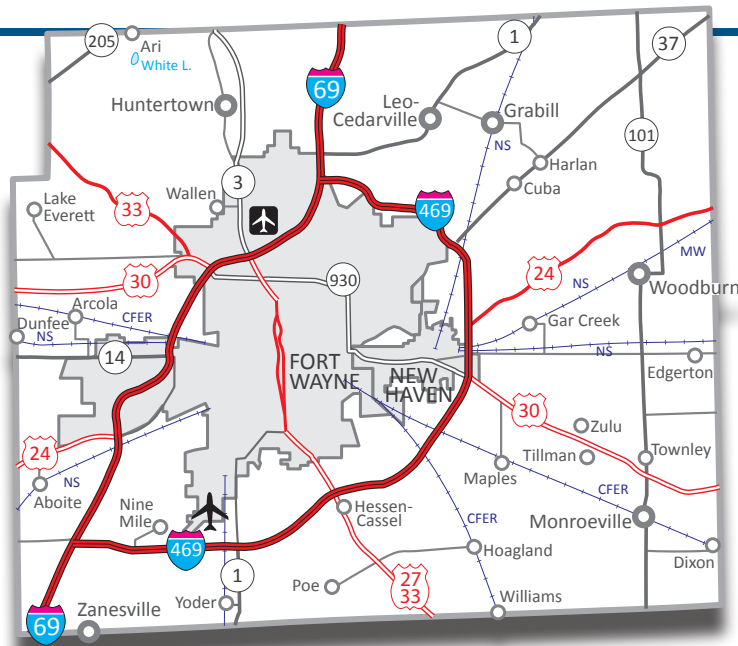 205
Ari
White L.
Huntertown
69
1
37
Leo-
Cedarville
Grabill
101
NS
Harlan
Cuba
3
Wallen
Lake
Everett
33
469
24
MW
30
930
NS
Woodburn
Arcola
CFER
Dunfee
NS
Gar Creek
NS
14
FORT
WAYNE
NEW
HAVEN
Edgerton
30
Zulu
24
NS
Aboite
Maples
Tillman
Townley
CFER
Nine
Mile
Hessen-
Cassel
CFER
Monroeville
469
Hoagland
Dixon
1
Poe
27
33
Yoder
Williams
69
Zanesville